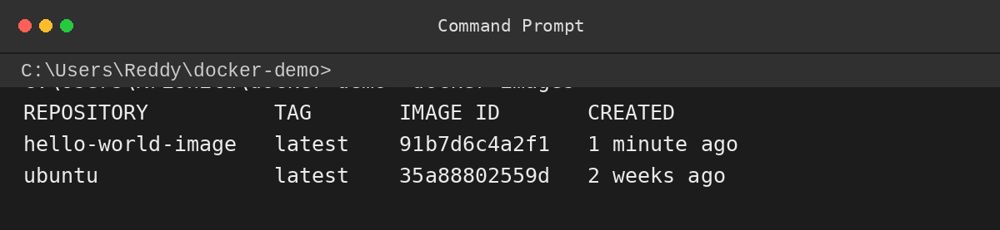 Command Prompt
C:\Users\Reddy\docker-demo>
REPOSITORY TAG IMAGE ID CREATED
hello-world-image latest 91b7d6c4a2f1 1 minute ago
ubuntu latest 35a88802559d 2 weeks ago